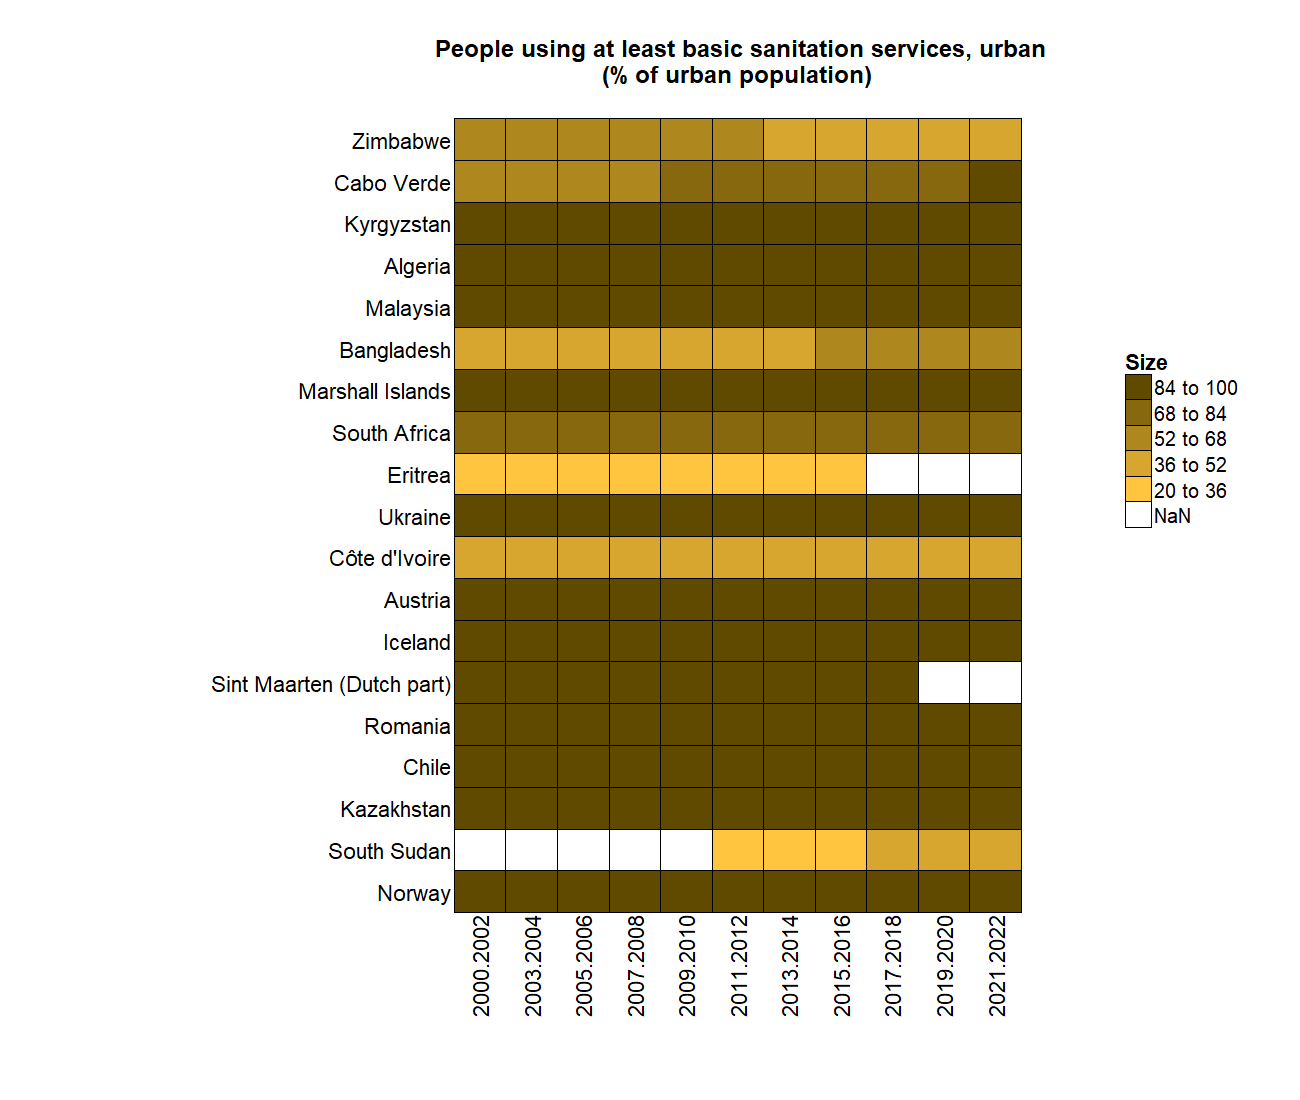 People using at least basic sanitation services, urban
(% of urban population)
Zimbabwe
Cabo Verde
Kyrgyzstan
Algeria
Malaysia
Bangladesh
Marshall Islands
South Africa
Eritrea
Ukraine
Côte d'Ivoire
Austria
Iceland
Sint Maarten (Dutch part)
Romania
Chile
Kazakhstan
South Sudan
Norway
2000.2002
2003.2004
2005.2006
2007.2008
2009.2010
2011.2012
2013.2014
2015.2016
2017.2018
2019.2020
2021.2022
Size
84 to 100
68 to 84
52 to 68
36 to 52
20 to 36
NaN